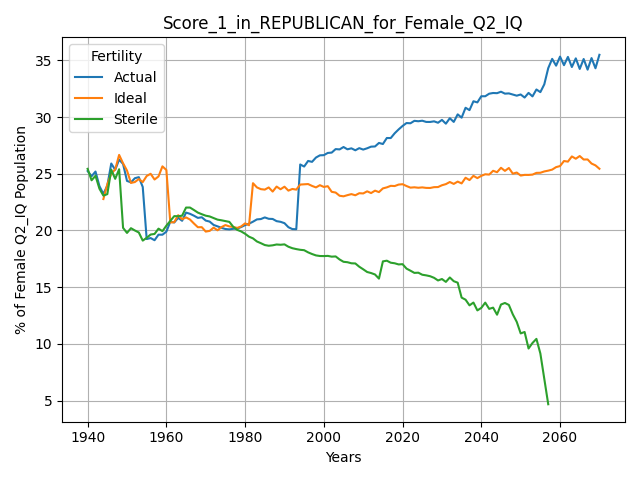 Score_1_in_REPUBLICAN_for_Female_Q2_IQ
Fertility
Actual
Ideal
Sterile
% of Female Q2_IQ Population
35
30
25
20
15
10
5
1940
1960
1980
2000
2020
2040
2060
Years